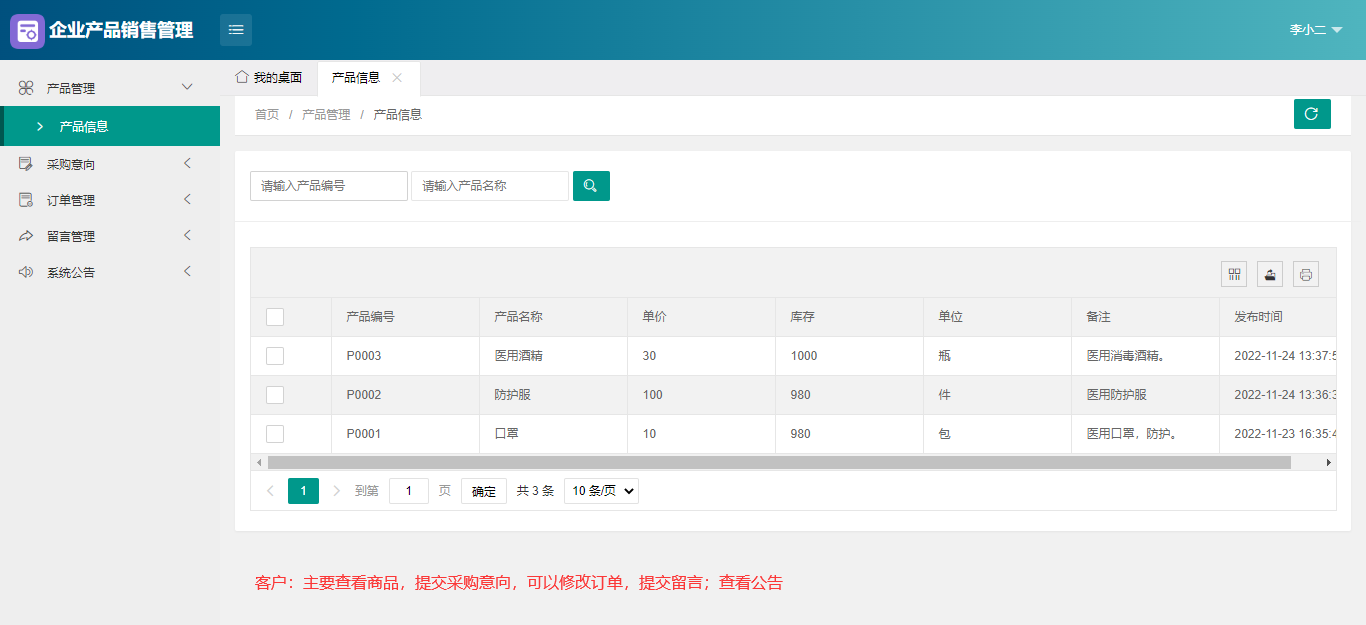 企业产品销售管理
李小二
产品管理
产品信息
采购意向
订单管理
留言管理
系统公告
我的桌面 产品信息
首页 / 产品管理 / 产品信息
请输入产品编号 请输入产品名称
产品编号 产品名称 单价 库存 单位 备注 发布时间
P0003 医用酒精 30 1000 瓶 医用消毒酒精。 2022-11-24 13:37:5
P0002 防护服 100 980 件 医用防护服 2022-11-24 13:36:3
P0001 口罩 10 980 包 医用口罩，防护。 2022-11-23 16:35:4
1 到第 1 页 确定 共 3 条 10 条/页
客户：主要查看商品，提交采购意向，可以修改订单，提交留言；查看公告